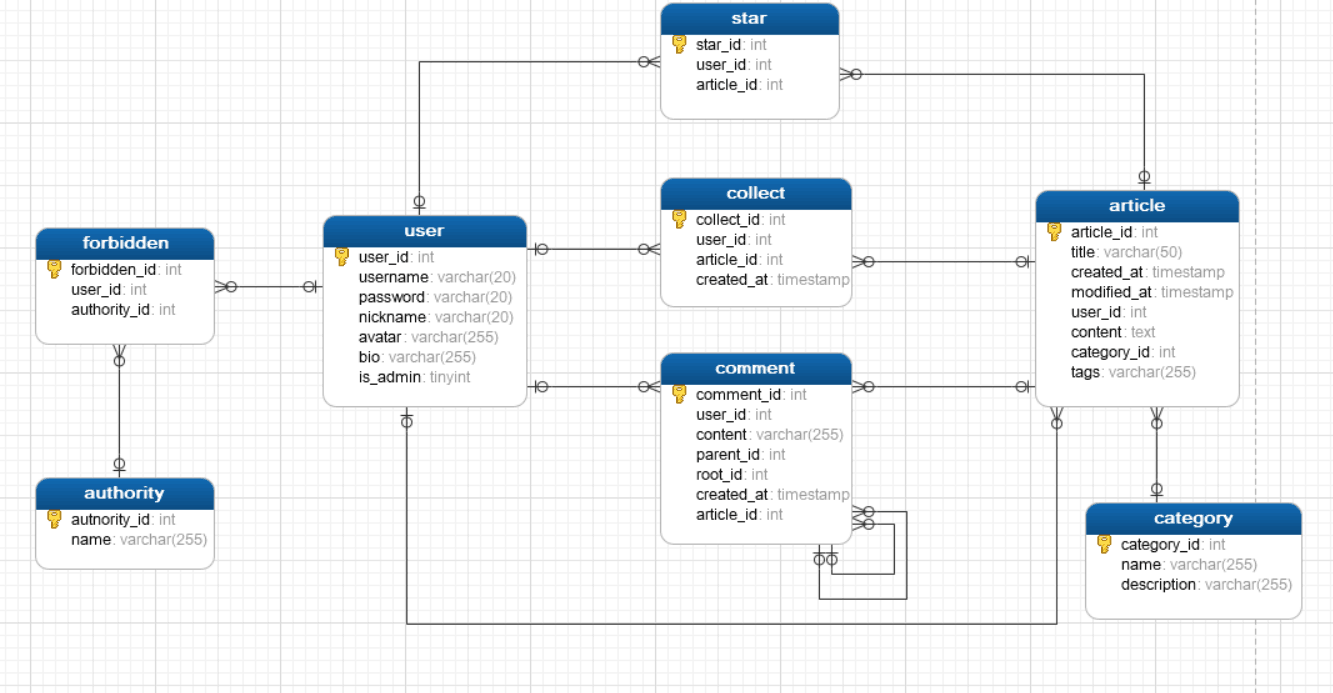 star
star_id: int
user_id: int
article_id: int
collect
collect_id: int
user_id: int
article_id: int
created_at: timestamp
article
article_id: int
title: varchar(50)
created_at: timestamp
modified_at: timestamp
user_id: int
content: text
category_id: int
tags: varchar(255)
forbidden
forbidden_id: int
user_id: int
authority_id: int
user
user_id: int
username: varchar(20)
password: varchar(20)
nickname: varchar(20)
avatar: varchar(255)
bio: varchar(255)
is_admin: tinyint
comment
comment_id: int
user_id: int
content: varchar(255)
parent_id: int
root_id: int
created_at: timestamp
article_id: int
authority
autnority_id: int
name: varchar(255)
category
category_id: int
name: varchar(255)
description: varchar(255)